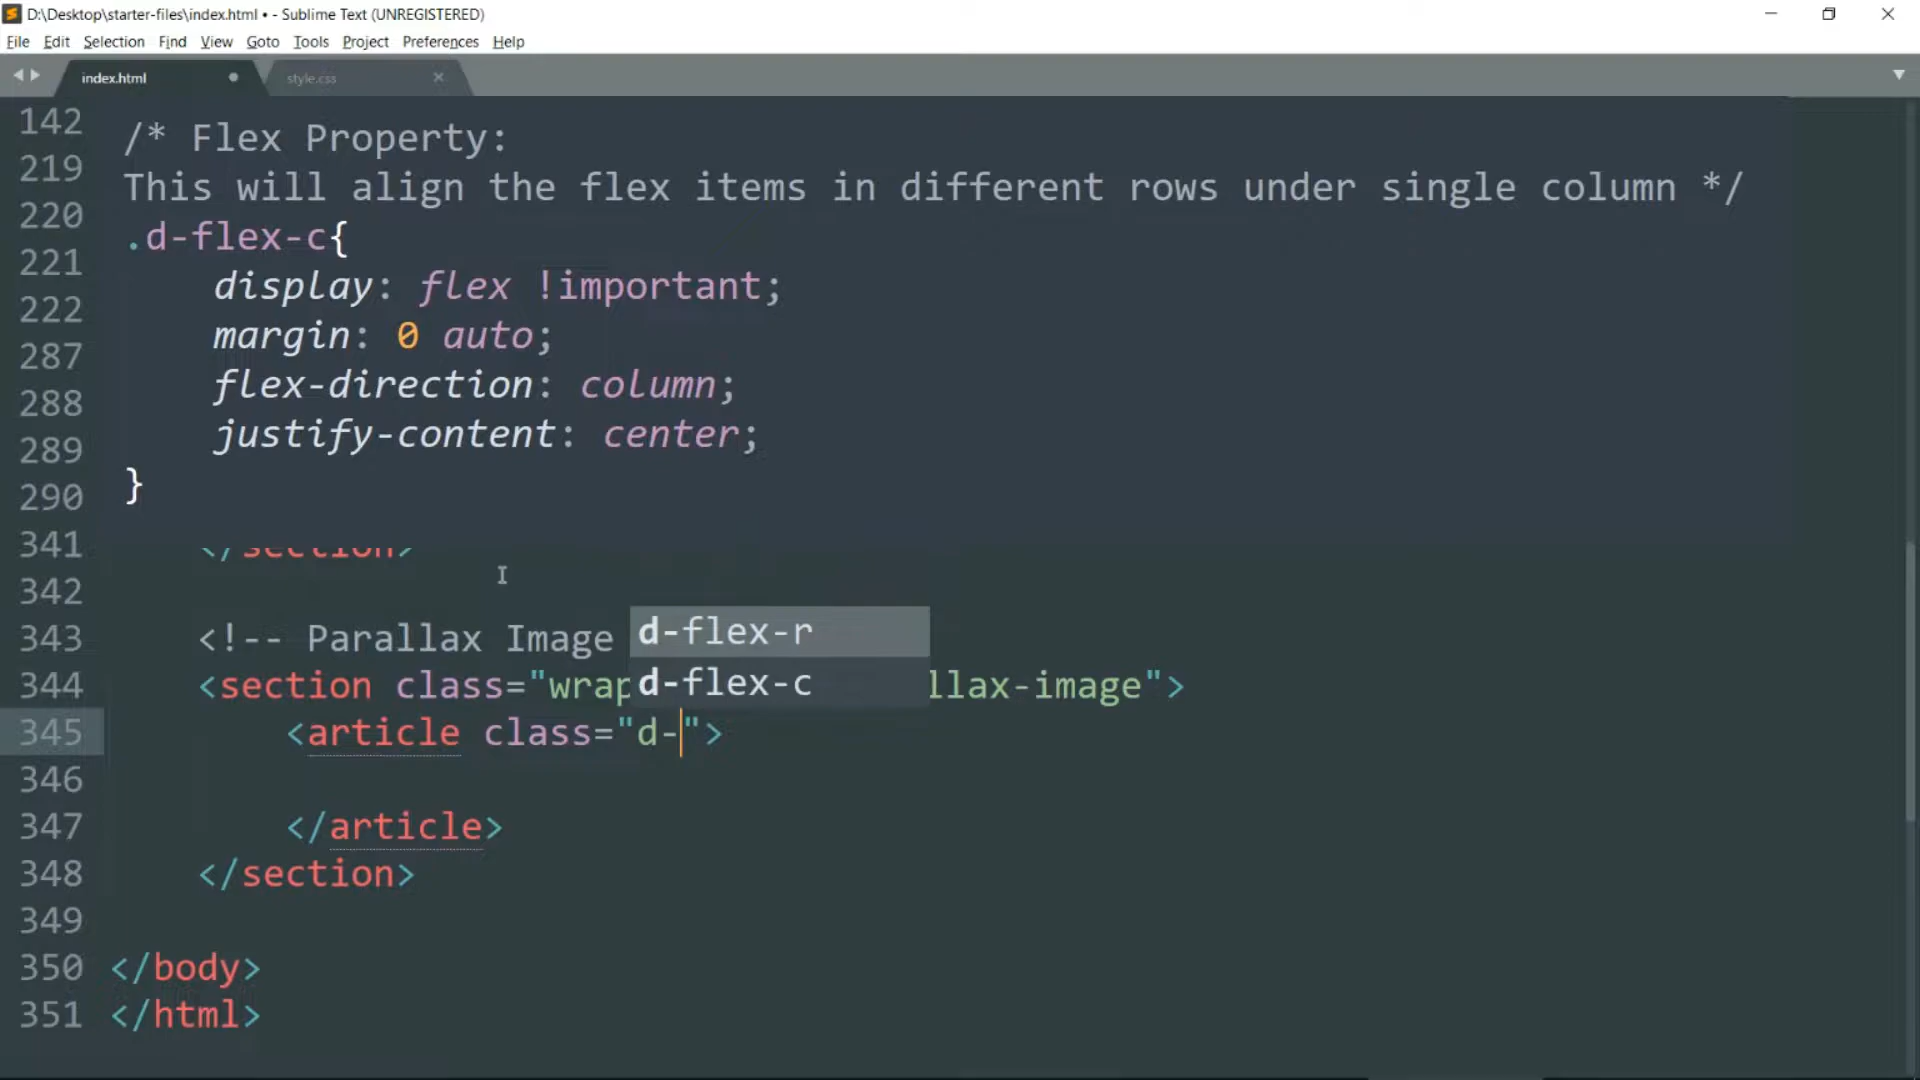 D:\Desktop\starter-files\index.html • - Sublime Text (UNREGISTERED)
File Edit Selection Find View Goto Tools Project Preferences Help
index.html style.css
142
/* Flex Property:
219
This will align the flex items in different rows under single column */
220
.d-flex-c{
221
display: flex !important;
222
margin: 0 auto;
287
flex-direction: column;
288
justify-content: center;
289
}
290
341 </section>
342
343 <!-- Parallax Image
d-flex-r
344 <section class="wrap
d-flex-c
llax-image">
345 <article class="d-">
346
347 </article>
348 </section>
349
350 </body>
351 </html>